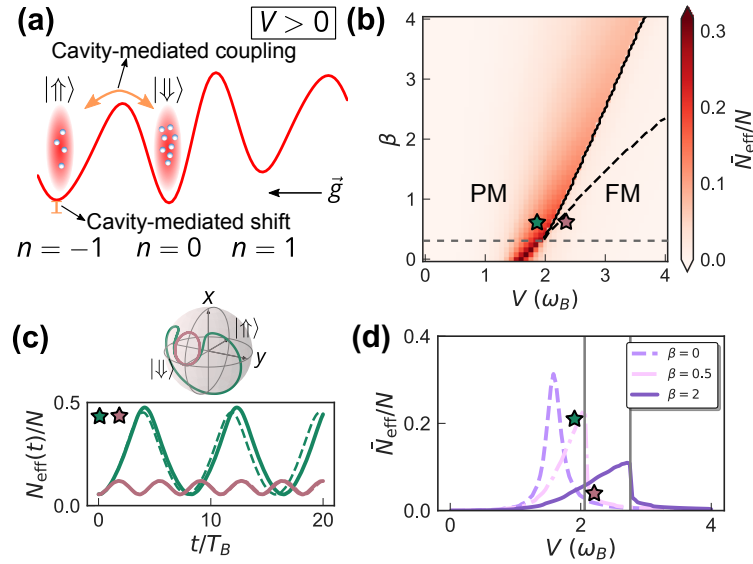 (a)
V > 0
Cavity-mediated coupling
|⇑⟩
|⇓⟩
g⃗
Cavity-mediated shift
n = −1
n = 0
n = 1
(b)
4
3
2
1
0
β
PM
FM
0
1
2
3
4
V (ω_B)
0.3
0.2
0.1
0.0
N̄_eff/N
(c)
x
|⇑⟩
y
|⇓⟩
0.5
0.0
N_eff(t)/N
0
10
20
t/T_B
(d)
0.4
0.2
0.0
N̄_eff/N
β = 0
β = 0.5
β = 2
0
2
4
V (ω_B)